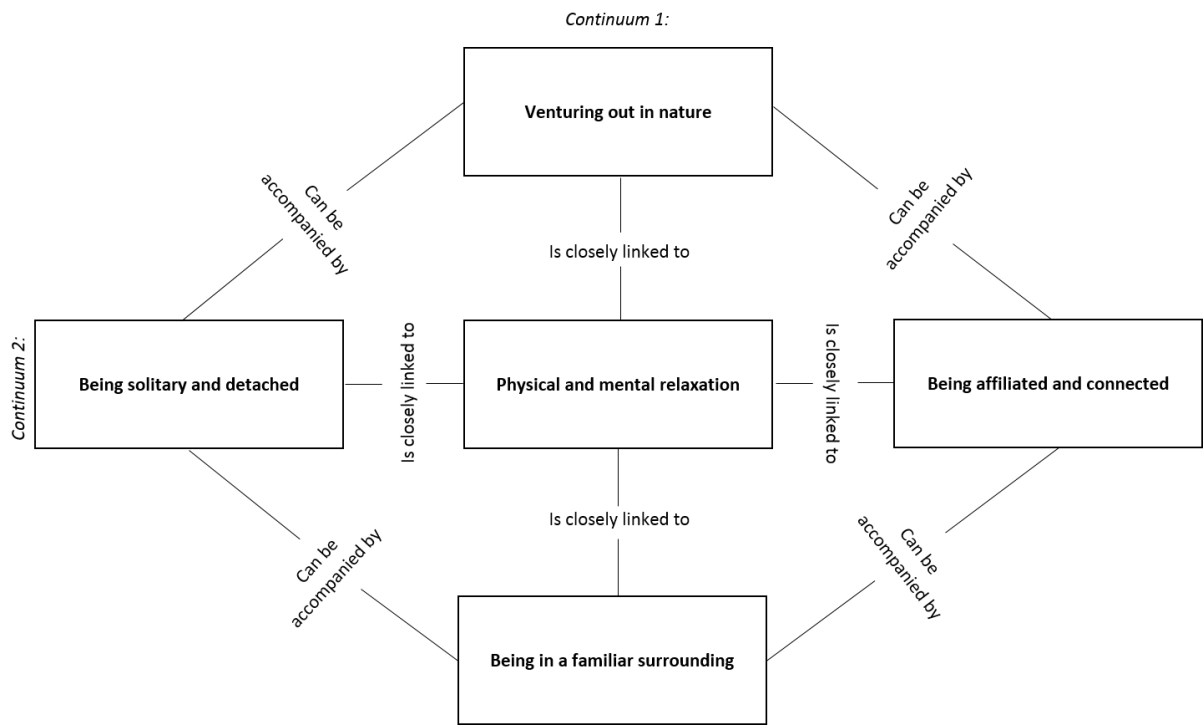 Continuum 1:
Venturing out in nature
Can be
accompanied by
Can be
accompanied by
Is closely linked to
Continuum 2:
Being solitary and detached
Is closely linked to
Physical and mental relaxation
Is closely linked to
Being affiliated and connected
Is closely linked to
Can be
accompanied by
Can be
accompanied by
Being in a familiar surrounding